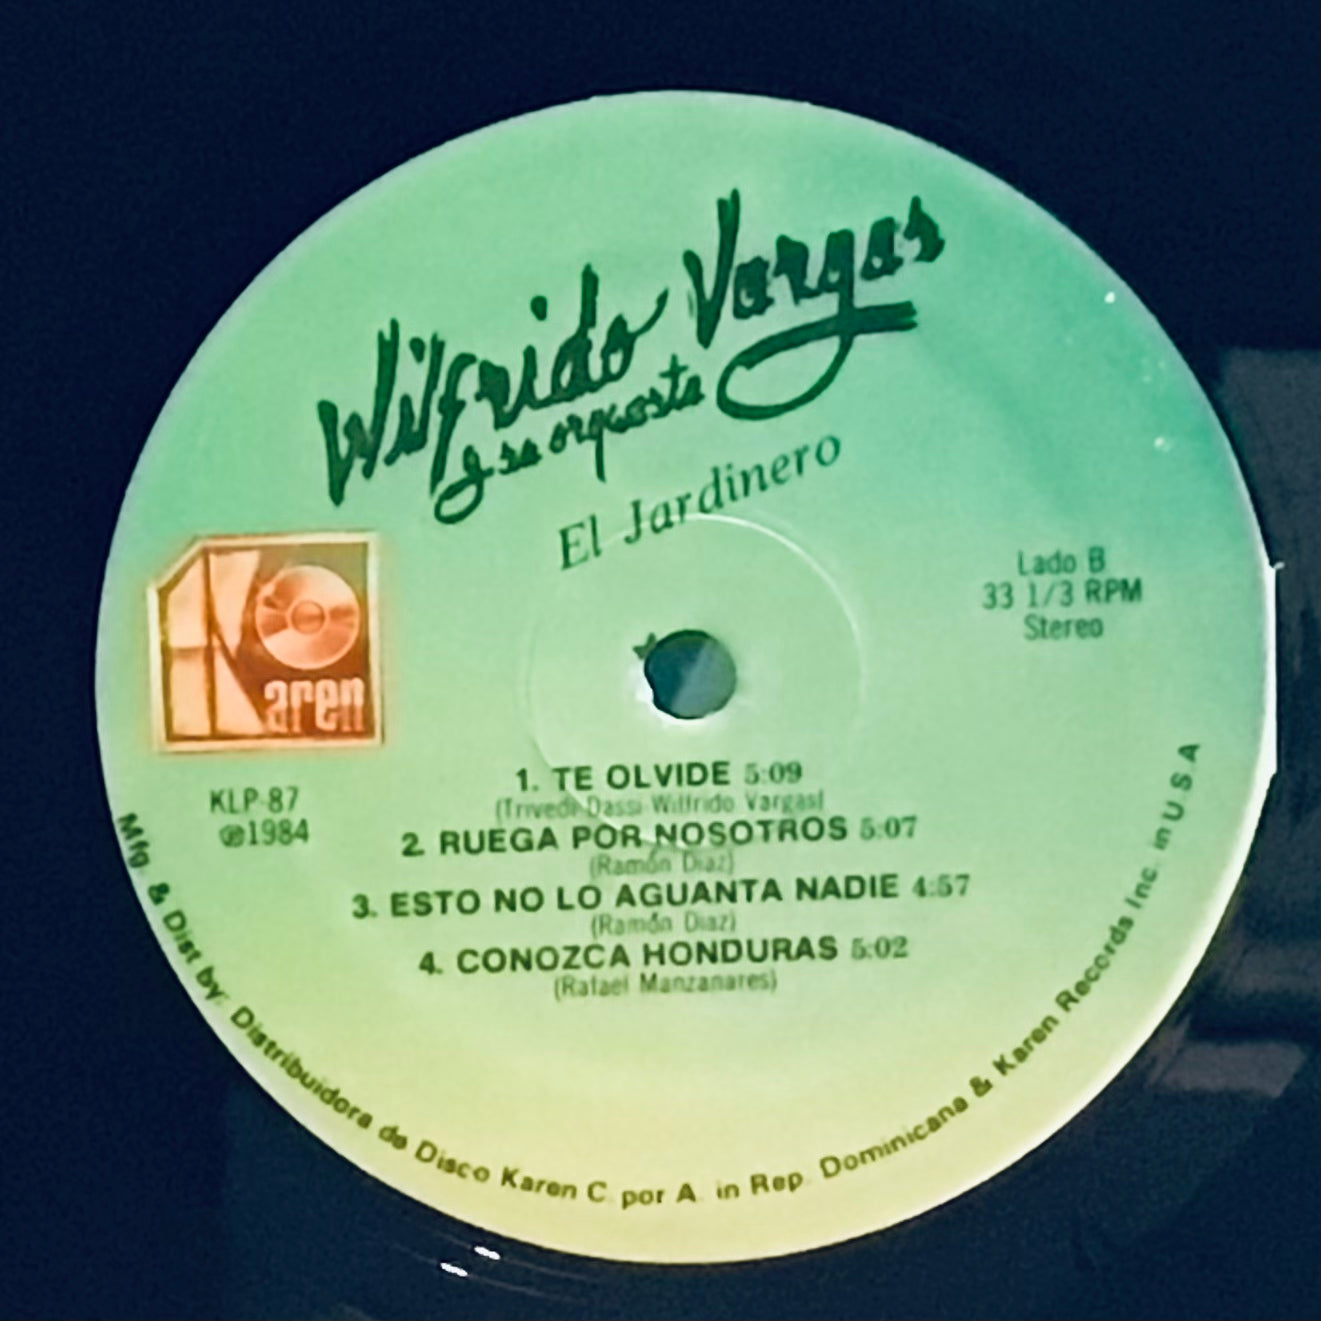 Wilfrido Vargas
y su orquesta
El Jardinero
Karen
Lado B
33 1/3 RPM
Stereo
KLP-87
℗1984
1. TE OLVIDE 5:09
(Trivedi-Dassi-Wilfrido Vargas)
2. RUEGA POR NOSOTROS 5:07
(Ramón Diaz)
3. ESTO NO LO AGUANTA NADIE 4:57
(Ramón Diaz)
4. CONOZCA HONDURAS 5:02
(Rafael Manzanares)
Mfg. & Dist by: Distribuidora de Disco Karen C. por A. in Rep. Dominicana & Karen Records Inc. in U.S.A